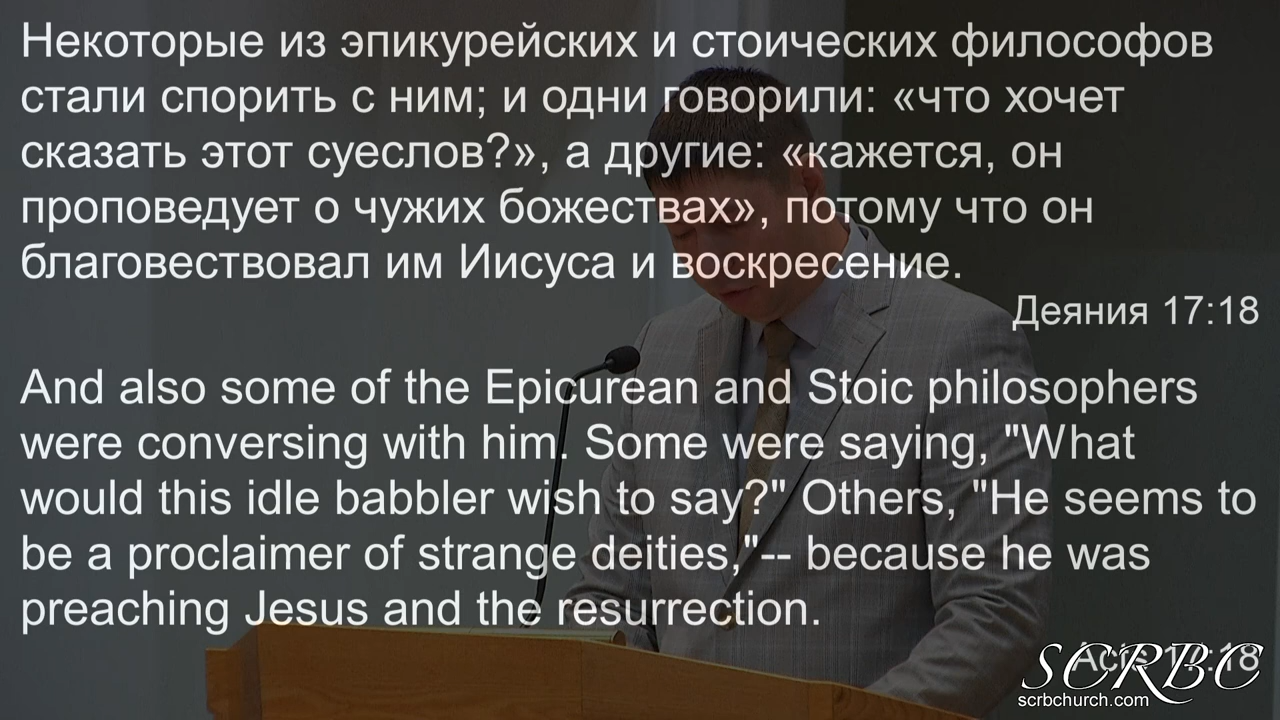 Некоторые из эпикурейских и стоических философов
стали спорить с ним; и одни говорили: «что хочет
сказать этот суеслов?», а другие: «кажется, он
проповедует о чужих божествах», потому что он
благовествовал им Иисуса и воскресение.
Деяния 17:18
And also some of the Epicurean and Stoic philosophers
were conversing with him. Some were saying, "What
would this idle babbler wish to say?" Others, "He seems to
be a proclaimer of strange deities,"-- because he was
preaching Jesus and the resurrection.
Acts 17:18
SCRBC
scrbchurch.com